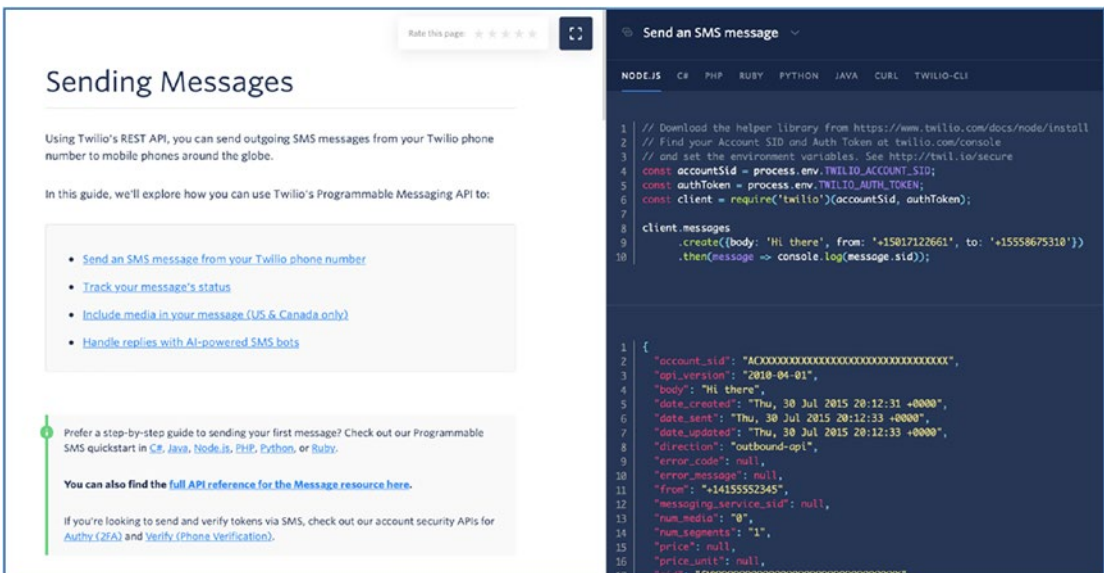 Rate this page:
Sending Messages
Using Twilio's REST API, you can send outgoing SMS messages from your Twilio phone
number to mobile phones around the globe.
In this guide, we'll explore how you can use Twilio's Programmable Messaging API to:
Send an SMS message from your Twilio phone number
Track your message's status
Include media in your message (US & Canada only)
Handle replies with AI-powered SMS bots
Prefer a step-by-step guide to sending your first message? Check out our Programmable
SMS quickstart in C#, Java, Node.js, PHP, Python, or Ruby.
You can also find the full API reference for the Message resource here.
If you're looking to send and verify tokens via SMS, check out our account security APIs for
Authy (2FA) and Verify (Phone Verification).
Send an SMS message
NODE.JS C# PHP RUBY PYTHON JAVA CURL TWILIO-CLI
1 // Download the helper library from https://www.twilio.com/docs/node/install
2 // Find your Account SID and Auth Token at twilio.com/console
3 // and set the environment variables. See http://twil.io/secure
4 const accountSid = process.env.TWILIO_ACCOUNT_SID;
5 const authToken = process.env.TWILIO_AUTH_TOKEN;
6 const client = require('twilio')(accountSid, authToken);
7
8 client.messages
9 .create({body: 'Hi there', from: '+15017122661', to: '+15558675310'})
10 .then(message => console.log(message.sid));
1 {
2 "account_sid": "ACXXXXXXXXXXXXXXXXXXXXXXXXXXXXXXXX",
3 "api_version": "2010-04-01",
4 "body": "Hi there",
5 "date_created": "Thu, 30 Jul 2015 20:12:31 +0000",
6 "date_sent": "Thu, 30 Jul 2015 20:12:33 +0000",
7 "date_updated": "Thu, 30 Jul 2015 20:12:33 +0000",
8 "direction": "outbound-api",
9 "error_code": null,
10 "error_message": null,
11 "from": "+14155552345",
12 "messaging_service_sid": null,
13 "num_media": "0",
14 "num_segments": "1",
15 "price": null,
16 "price_unit": null,